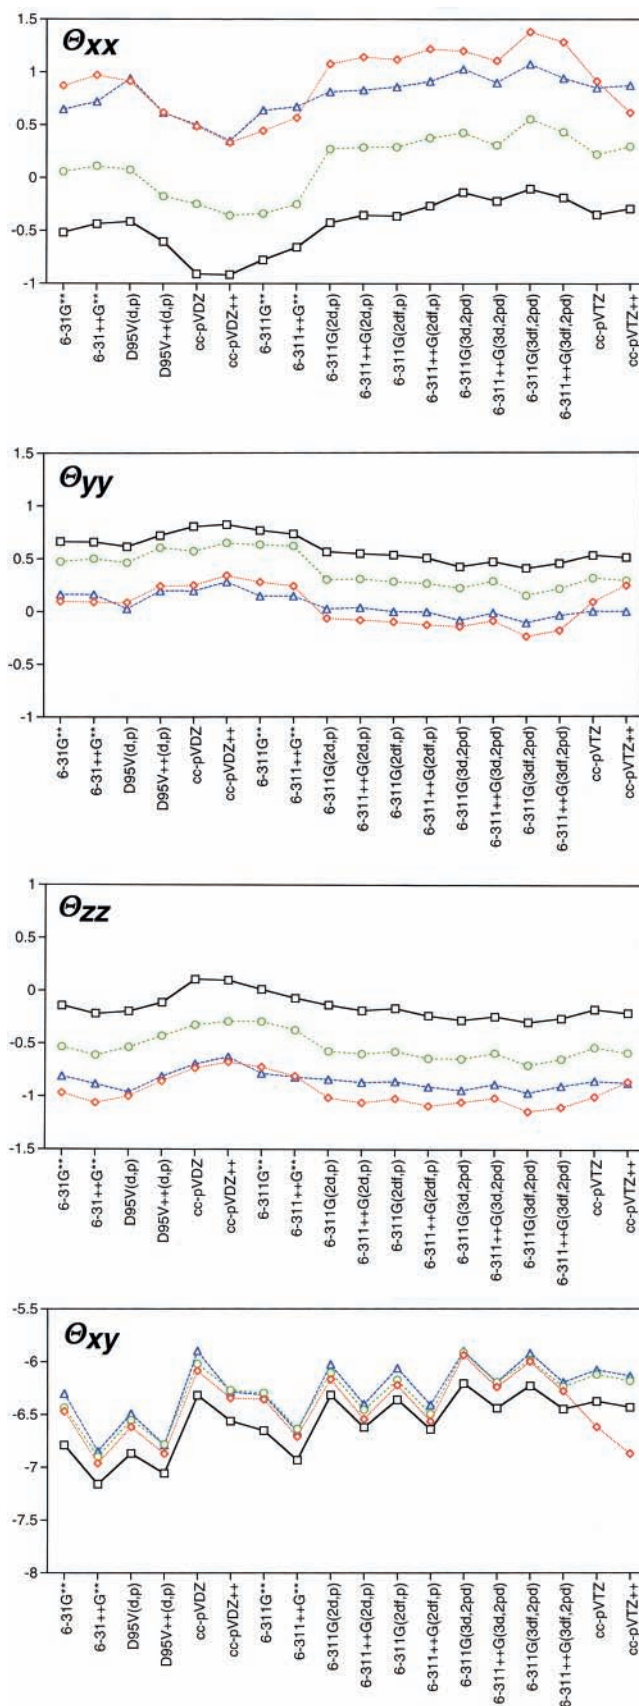 Θxx
1.5
1
0.5
0
-0.5
-1
6-31G**
6-31++G**
D95V(d,p)
D95V++(d,p)
cc-pVDZ
cc-pVDZ++
6-311G**
6-311++G**
6-311G(2d,p)
6-311++G(2d,p)
6-311G(2df,p)
6-311++G(2df,p)
6-311G(3d,2pd)
6-311++G(3d,2pd)
6-311G(3df,2pd)
6-311++G(3df,2pd)
cc-pVTZ
cc-pVTZ++
Θyy
1.5
1
0.5
0
-0.5
-1
6-31G**
6-31++G**
D95V(d,p)
D95V++(d,p)
cc-pVDZ
cc-pVDZ++
6-311G**
6-311++G**
6-311G(2d,p)
6-311++G(2d,p)
6-311G(2df,p)
6-311++G(2df,p)
6-311G(3d,2pd)
6-311++G(3d,2pd)
6-311G(3df,2pd)
6-311++G(3df,2pd)
cc-pVTZ
cc-pVTZ++
Θzz
1
0.5
0
-0.5
-1
-1.5
6-31G**
6-31++G**
D95V(d,p)
D95V++(d,p)
cc-pVDZ
cc-pVDZ++
6-311G**
6-311++G**
6-311G(2d,p)
6-311++G(2d,p)
6-311G(2df,p)
6-311++G(2df,p)
6-311G(3d,2pd)
6-311++G(3d,2pd)
6-311G(3df,2pd)
6-311++G(3df,2pd)
cc-pVTZ
cc-pVTZ++
Θxy
-5.5
-6
-6.5
-7
-7.5
-8
6-31G**
6-31++G**
D95V(d,p)
D95V++(d,p)
cc-pVDZ
cc-pVDZ++
6-311G**
6-311++G**
6-311G(2d,p)
6-311++G(2d,p)
6-311G(2df,p)
6-311++G(2df,p)
6-311G(3d,2pd)
6-311++G(3d,2pd)
6-311G(3df,2pd)
6-311++G(3df,2pd)
cc-pVTZ
cc-pVTZ++